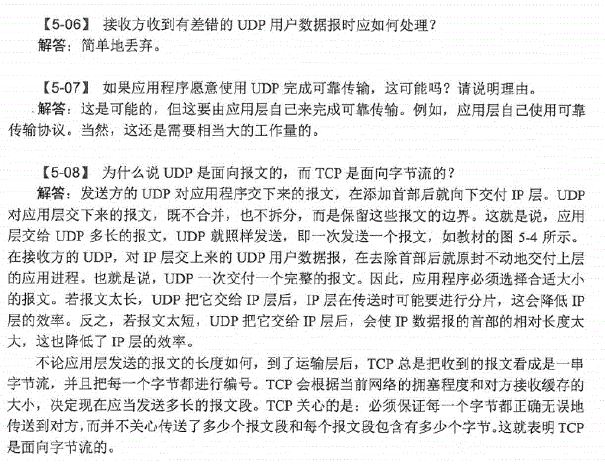 【5-06】 接收方收到有差错的 UDP 用户数据报时应如何处理？
解答：简单地丢弃。
【5-07】 如果应用程序愿意使用 UDP 完成可靠传输，这可能吗？请说明理由。
解答：这是可能的，但这要由应用层自己来完成可靠传输。例如，应用层自己使用可靠
传输协议。当然，这还是需要相当大的工作量的。
【5-08】 为什么说 UDP 是面向报文的，而 TCP 是面向字节流的？
解答：发送方的 UDP 对应用程序交下来的报文，在添加首部后就向下交付 IP 层。UDP
对应用层交下来的报文，既不合并，也不拆分，而是保留这些报文的边界。这就是说，应用
层交给 UDP 多长的报文，UDP 就照样发送，即一次发送一个报文，如教材的图 5-4 所示。
在接收方的 UDP，对 IP 层交上来的 UDP 用户数据报，在去除首部后就原封不动地交付上层
的应用进程。也就是说，UDP 一次交付一个完整的报文。因此，应用程序必须选择合适大小
的报文。若报文太长，UDP 把它交给 IP 层后，IP 层在传送时可能要进行分片，这会降低 IP
层的效率。反之，若报文太短，UDP 把它交给 IP 层后，会使 IP 数据报的首部的相对长度太
大，这也降低了 IP 层的效率。
不论应用层发送的报文的长度如何，到了运输层后，TCP 总是把收到的报文看成是一串
字节流，并且把每一个字节都进行编号。TCP 会根据当前网络的拥塞程度和对方接收缓存的
大小，决定现在应当发送多长的报文段。TCP 关心的是：必须保证每一个字节都正确无误地
传送到对方，而并不关心传送了多少个报文段和每个报文段包含有多少个字节。这就表明 TCP
是面向字节流的。